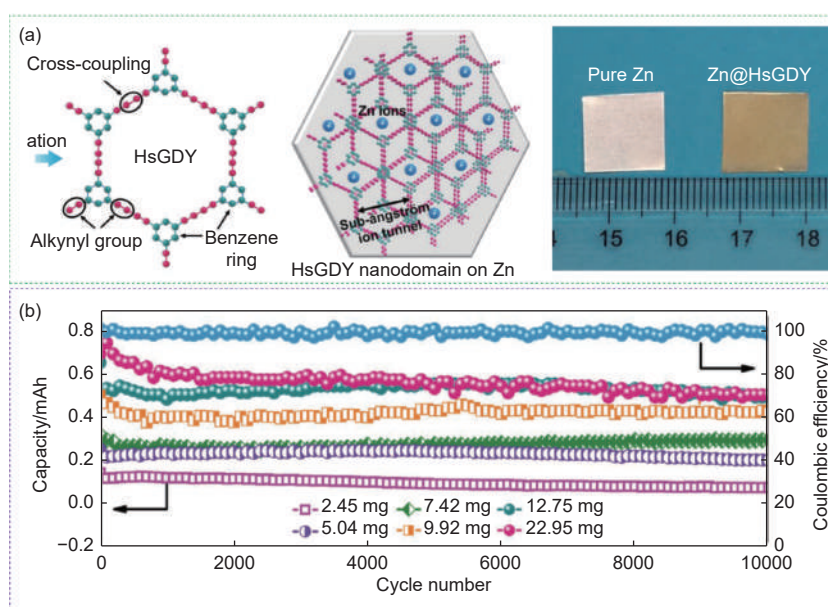 (a)
Cross-coupling
ation
HsGDY
Alkynyl group
Benzene
ring
Zn ions
Sub-angstrom
ion tunnel
HsGDY nanodomain on Zn
Pure Zn
Zn@HsGDY
15 16 17 18
(b)
Capacity/mAh
0.8
0.6
0.4
0.2
0.0
−0.2
100
80
60
40
20
0
Coulombic efficiency/%
2.45 mg 7.42 mg 12.75 mg
5.04 mg 9.92 mg 22.95 mg
0 2000 4000 6000 8000 10000
Cycle number